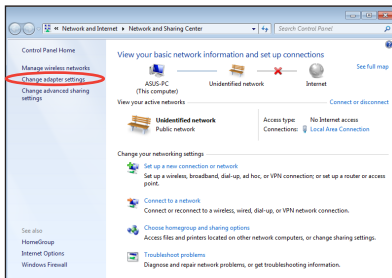 « Network and Internet ▸ Network and Sharing Center
Search Control Panel
Control Panel Home
Manage wireless networks
Change adapter settings
Change advanced sharing
settings
See also
HomeGroup
Internet Options
Windows Firewall
View your basic network information and set up connections
See full map
ASUS-PC
(This computer)
Unidentified network
Internet
View your active networks
Connect or disconnect
Unidentified network
Public network
Access type: No Internet access
Connections: Local Area Connection
Change your networking settings
Set up a new connection or network
Set up a wireless, broadband, dial-up, ad hoc, or VPN connection; or set up a router or access
point.
Connect to a network
Connect or reconnect to a wireless, wired, dial-up, or VPN network connection.
Choose homegroup and sharing options
Access files and printers located on other network computers, or change sharing settings.
Troubleshoot problems
Diagnose and repair network problems, or get troubleshooting information.